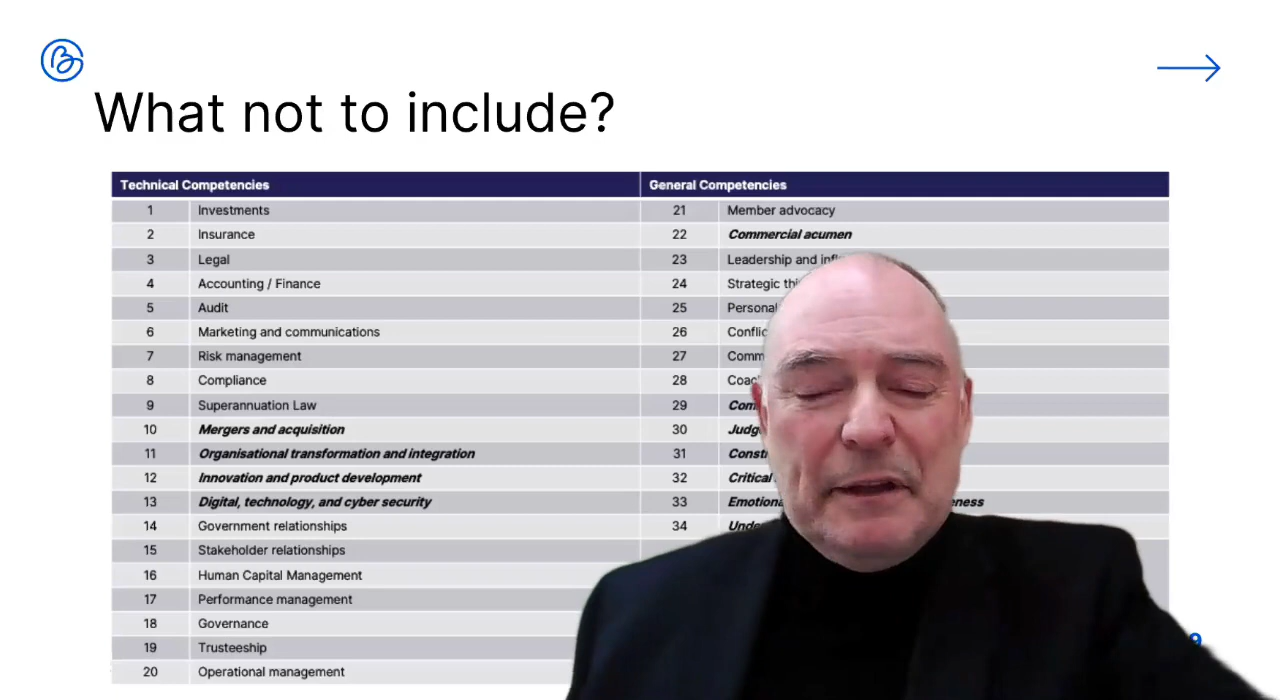 What not to include?
Technical Competencies General Competencies
1 Investments 21 Member advocacy
2 Insurance 22 Commercial acumen
3 Legal 23 Leadership and
4 Accounting / Finance 24 Strategic
5 Audit 25 Personal
6 Marketing and communications 26
7 Risk management 27
8 Compliance 28
9 Superannuation Law 29
10 Mergers and acquisition 30
11 Organisational transformation and integration 31
12 Innovation and product development 32 Critical
13 Digital, technology, and cyber security 33
14 Government relationships 34
15 Stakeholder relationships
16 Human Capital Management
17 Performance management
18 Governance
19 Trusteeship
20 Operational management
9